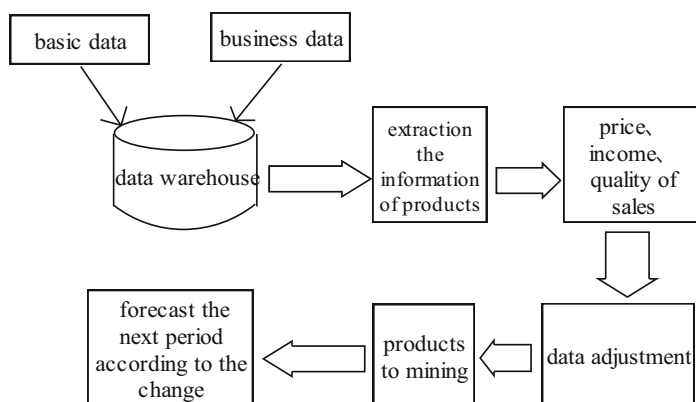 basic data
business data
data warehouse
extraction
the
information
of products
price、
income、
quality of
sales
data adjustment
products
to mining
forecast the
next period
according to the
change